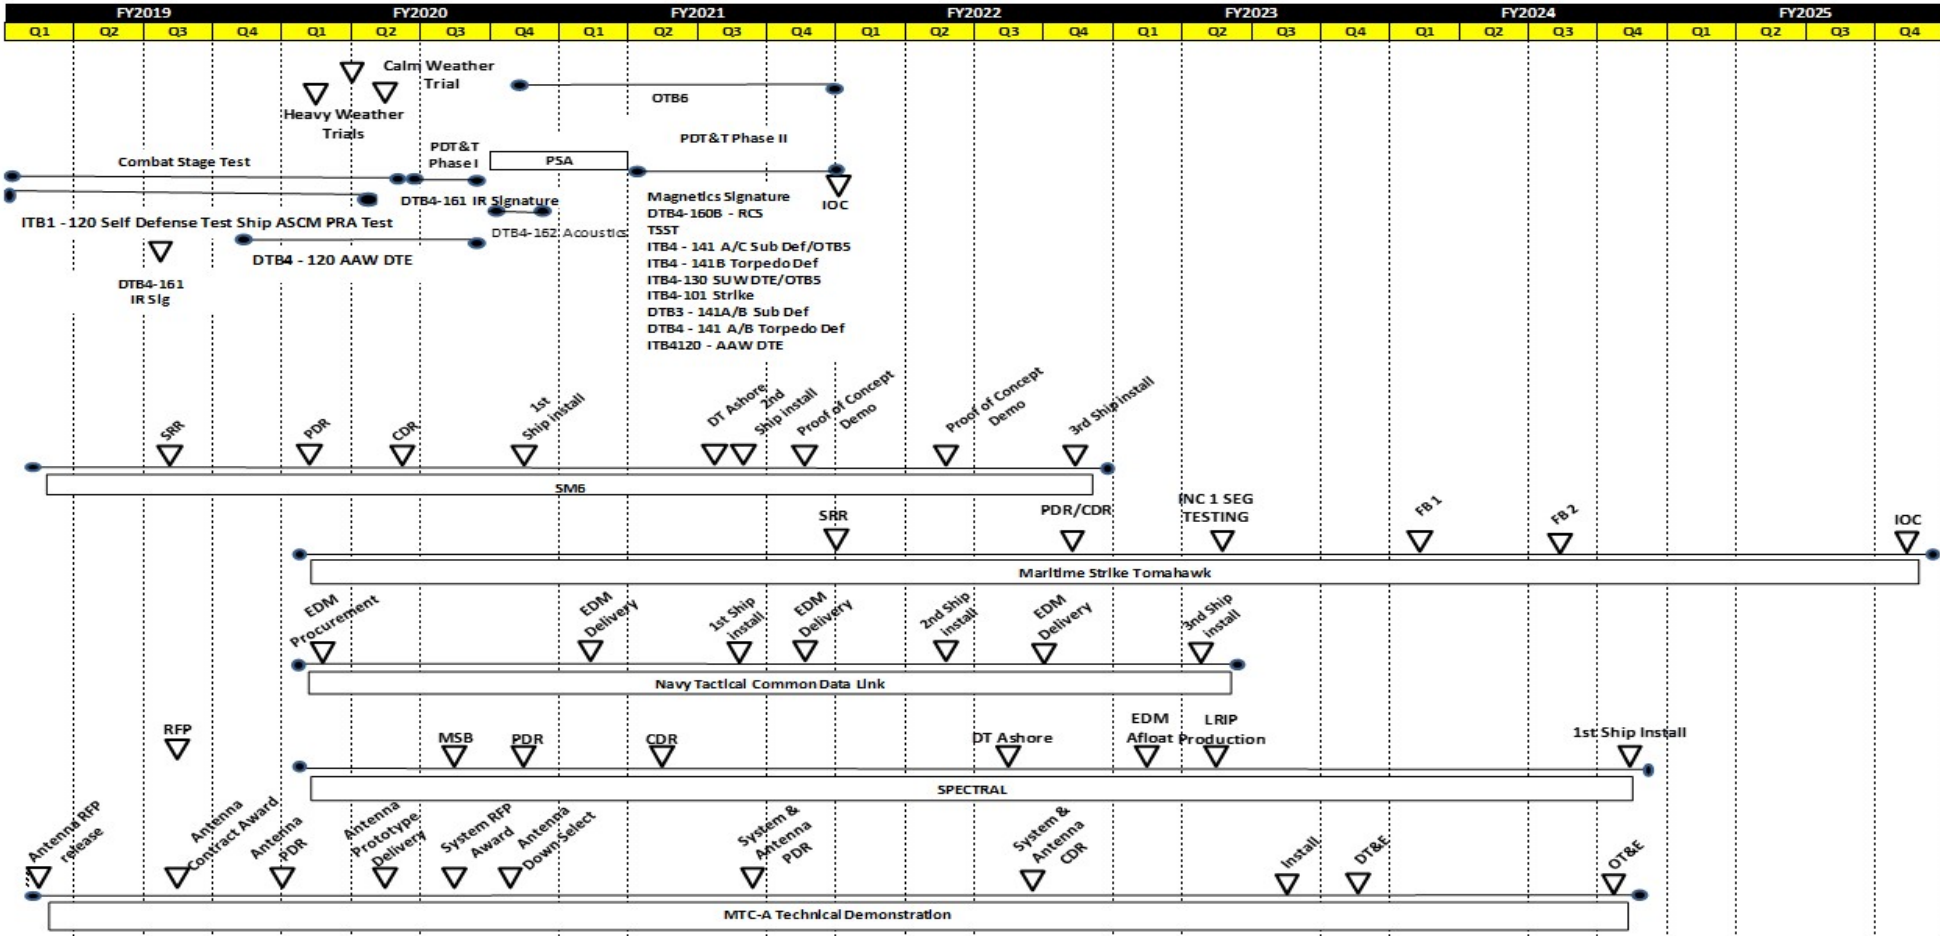 FY2019 FY2020 FY2021 FY2022 FY2023 FY2024 FY2025
Q1 Q2 Q3 Q4 Q1 Q2 Q3 Q4 Q1 Q2 Q3 Q4 Q1 Q2 Q3 Q4 Q1 Q2 Q3 Q4 Q1 Q2 Q3 Q4 Q1 Q2 Q3 Q4
Calm Weather
Trial
Heavy Weather
Trials
OTB6
Combat Stage Test
PDT&T
Phase I
PSA
PDT&T Phase II
IOC
DTB4-161 IR Signature
ITB1 - 120 Self Defense Test Ship ASCM PRA Test
DTB4-162 Acoustics
DTB4 - 120 AAW DTE
DTB4-161
IR Sig
Magnetics Signature
DTB4-160B - RCS
TSST
ITB4 - 141 A/C Sub Def/OTB5
ITB4 - 141B Torpedo Def
ITB4-130 SUW DTE/OTB5
ITB4-101 Strike
DTB3 - 141A/B Sub Def
DTB4 - 141 A/B Torpedo Def
ITB4120 - AAW DTE
SRR
PDR
CDR
1st
Ship install
DT Ashore
2nd
Ship install
Proof of Concept
Demo
Proof of Concept
Demo
3rd Ship install
SM6
SRR
PDR/CDR
INC 1 SEG
TESTING
FB 1
FB 2
IOC
Maritime Strike Tomahawk
EDM
Procurement
EDM
Delivery
1st Ship
install
EDM
Delivery
2nd Ship
install
EDM
Delivery
3nd Ship
install
Navy Tactical Common Data Link
RFP
MSB
PDR
CDR
DT Ashore
EDM
Afloat
LRIP
Production
1st Ship Install
SPECTRAL
Antenna RFP
release
Antenna
Contract Award
Antenna
PDR
Antenna
Prototype
Delivery
System RFP
Award
Antenna
Down Select
System &
Antenna
PDR
System &
Antenna
CDR
Install
DT&E
OT&E
MTC-A Technical Demonstration